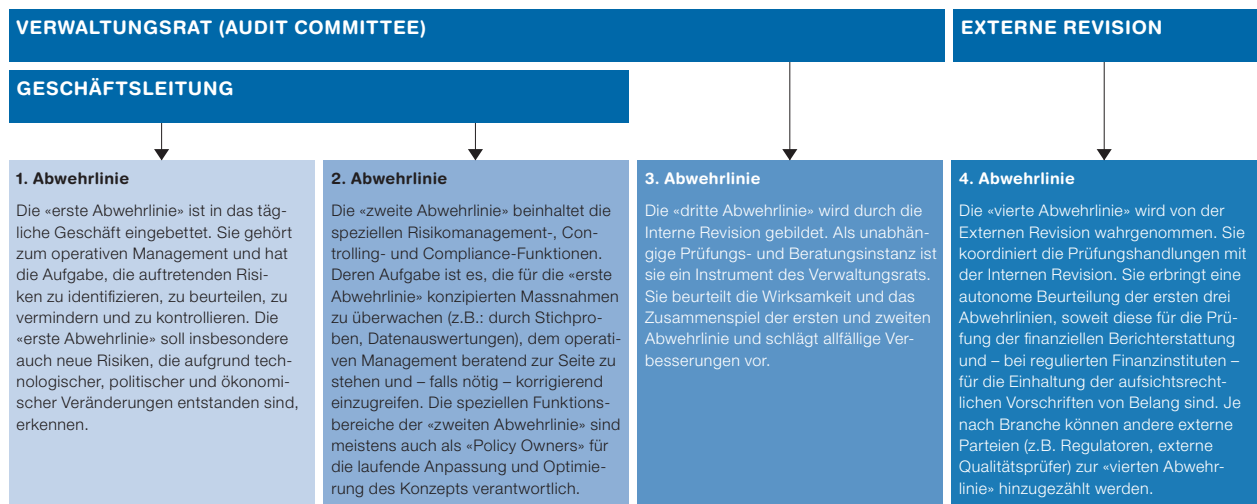 VERWALTUNGSRAT (AUDIT COMMITTEE)
EXTERNE REVISION
GESCHÄFTSLEITUNG
1. Abwehrlinie
Die «erste Abwehrlinie» ist in das täg-
liche Geschäft eingebettet. Sie gehört
zum operativen Management und hat
die Aufgabe, die auftretenden Risi-
ken zu identifizieren, zu beurteilen, zu
vermindern und zu kontrollieren. Die
«erste Abwehrlinie» soll insbesondere
auch neue Risiken, die aufgrund tech-
nologischer, politischer und ökonomi-
scher Veränderungen entstanden sind,
erkennen.
2. Abwehrlinie
Die «zweite Abwehrlinie» beinhaltet die
speziellen Risikomanagement-, Con-
trolling- und Compliance-Funktionen.
Deren Aufgabe ist es, die für die «erste
Abwehrlinie» konzipierten Massnahmen
zu überwachen (z.B.: durch Stichpro-
ben, Datenauswertungen), dem operati-
ven Management beratend zur Seite zu
stehen und – falls nötig – korrigierend
einzugreifen. Die speziellen Funktions-
bereiche der «zweiten Abwehrlinie» sind
meistens auch als «Policy Owners» für
die laufende Anpassung und Optimie-
rung des Konzepts verantwortlich.
3. Abwehrlinie
Die «dritte Abwehrlinie» wird durch die
Interne Revision gebildet. Als unabhän-
gige Prüfungs- und Beratungsinstanz ist
sie ein Instrument des Verwaltungsrats.
Sie beurteilt die Wirksamkeit und das
Zusammenspiel der ersten und zweiten
Abwehrlinie und schlägt allfällige Ver-
besserungen vor.
4. Abwehrlinie
Die «vierte Abwehrlinie» wird von der
Externen Revision wahrgenommen. Sie
koordiniert die Prüfungshandlungen mit
der Internen Revision. Sie erbringt eine
autonome Beurteilung der ersten drei
Abwehrlinien, soweit diese für die Prü-
fung der finanziellen Berichterstattung
und – bei regulierten Finanzinstituten –
für die Einhaltung der aufsichtsrecht-
lichen Vorschriften von Belang sind. Je
nach Branche können andere externe
Parteien (z.B. Regulatoren, externe
Qualitätsprüfer) zur «vierten Abwehr-
linie» hinzugezählt werden.